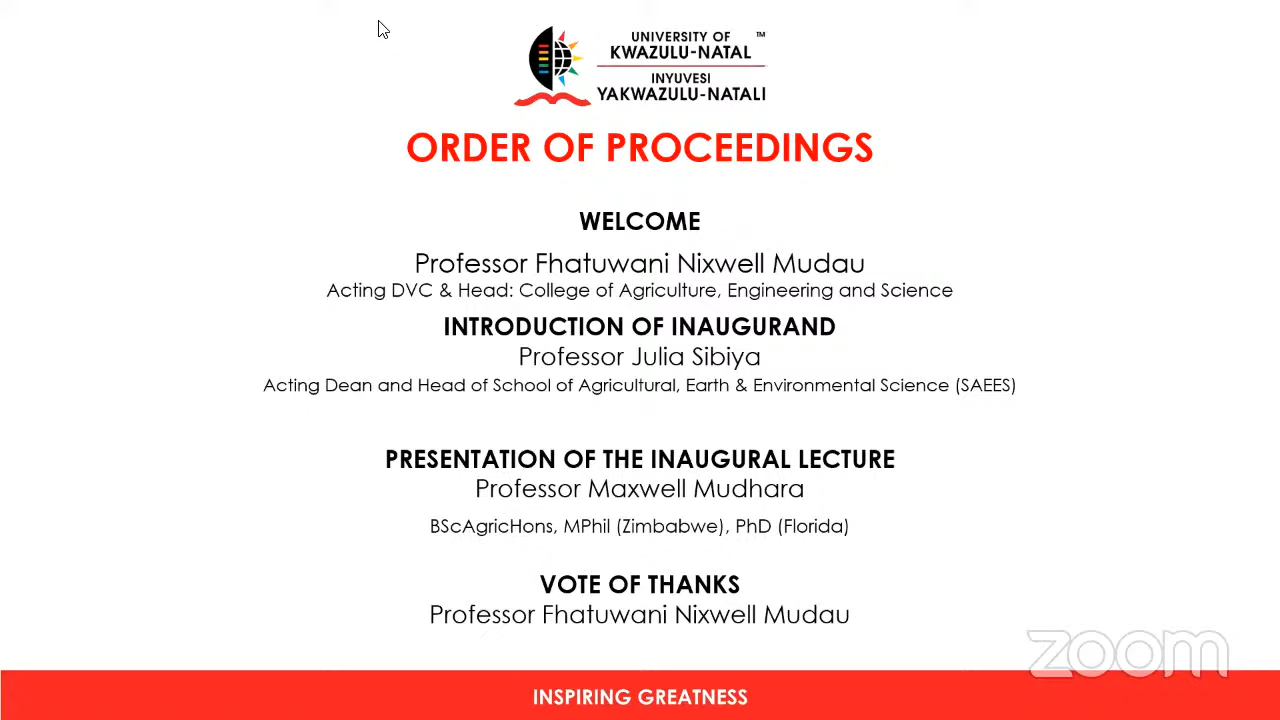 UNIVERSITY OF ™
KWAZULU-NATAL
INYUVESI
YAKWAZULU-NATALI
ORDER OF PROCEEDINGS
WELCOME
Professor Fhatuwani Nixwell Mudau
Acting DVC & Head: College of Agriculture, Engineering and Science
INTRODUCTION OF INAUGURAND
Professor Julia Sibiya
Acting Dean and Head of School of Agricultural, Earth & Environmental Science (SAEES)
PRESENTATION OF THE INAUGURAL LECTURE
Professor Maxwell Mudhara
BScAgricHons, MPhil (Zimbabwe), PhD (Florida)
VOTE OF THANKS
Professor Fhatuwani Nixwell Mudau
zoom
INSPIRING GREATNESS